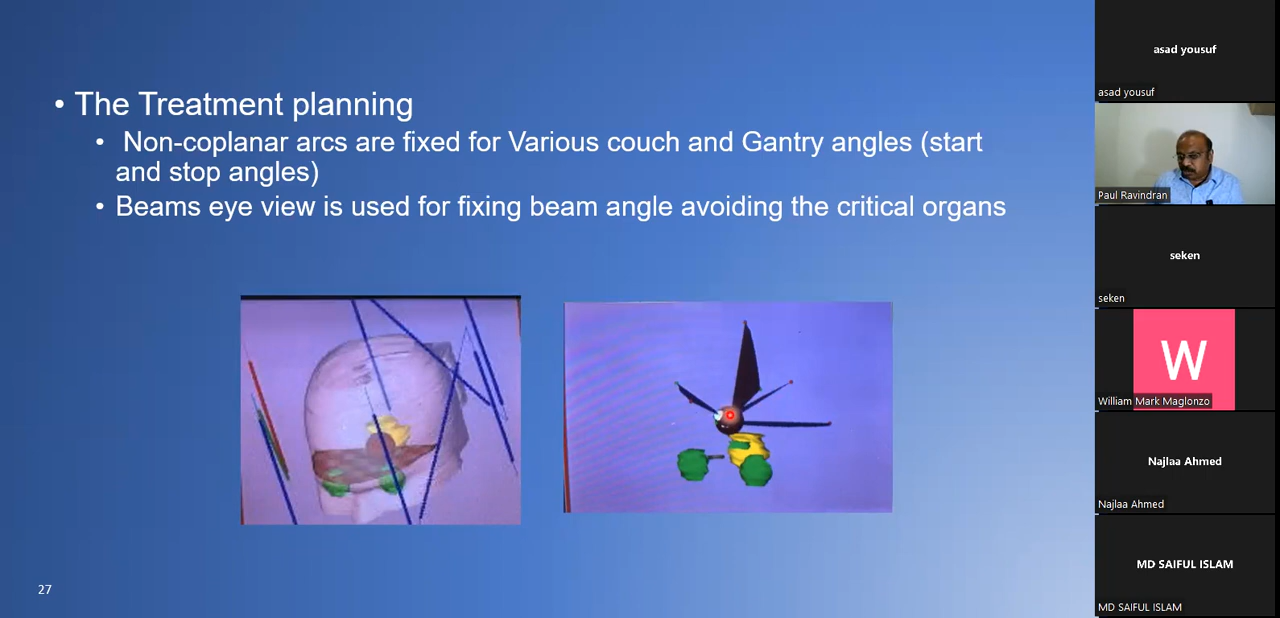 • The Treatment planning
• Non-coplanar arcs are fixed for Various couch and Gantry angles (start
and stop angles)
• Beams eye view is used for fixing beam angle avoiding the critical organs
27
asad yousuf
asad yousuf
Paul Ravindran
seken
seken
W
William Mark Maglonzo
Najlaa Ahmed
Najlaa Ahmed
MD SAIFUL ISLAM
MD SAIFUL ISLAM